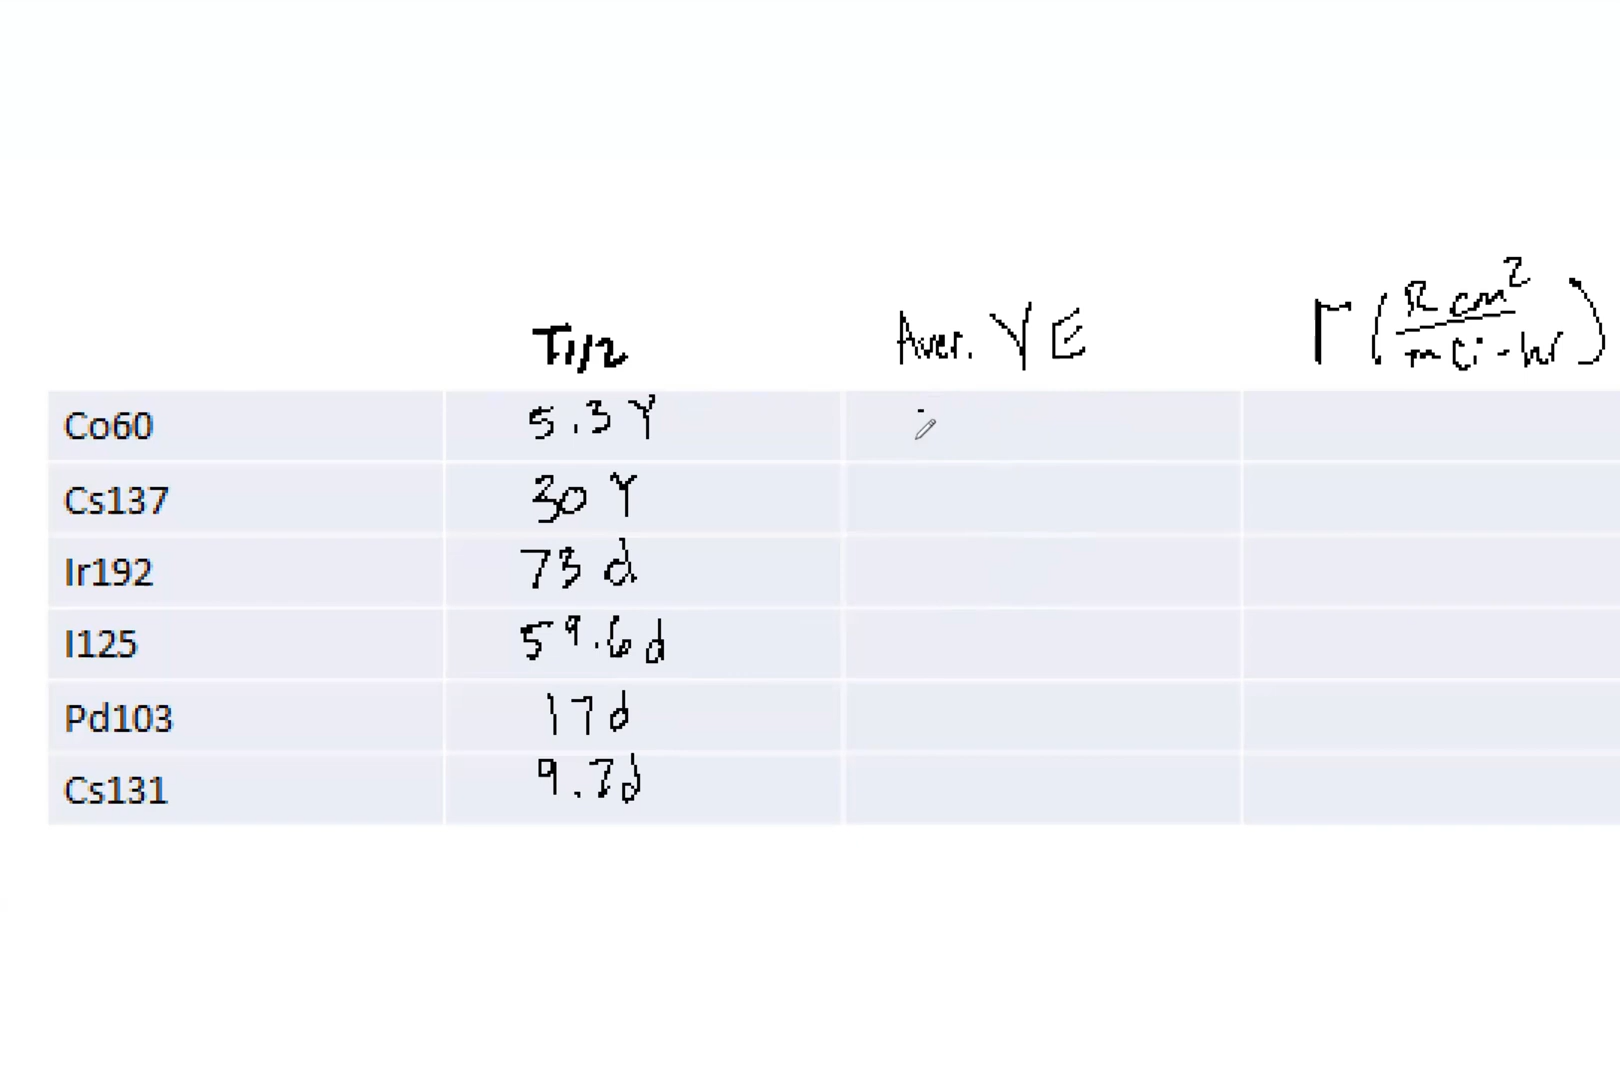 T1/2 Aver. γ E Γ (R cm² / mCi-hr)
Co60 5.3 Y
Cs137 30 Y
Ir192 73 d
I125 59.6 d
Pd103 17 d
Cs131 9.7 d